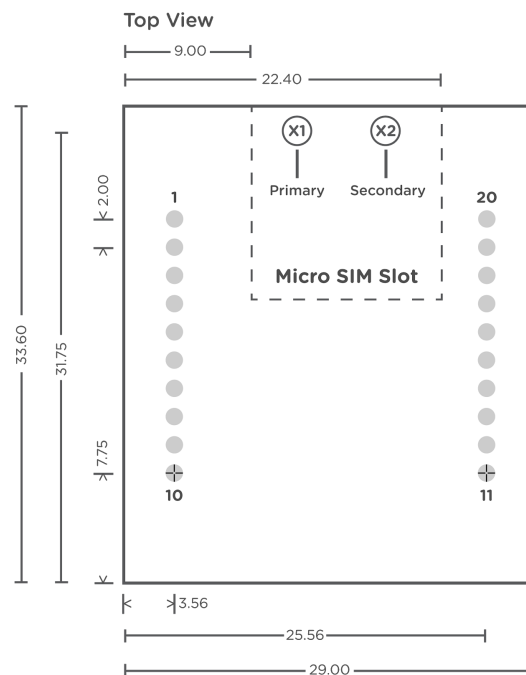 Top View
9.00
22.40
X1 X2
Primary Secondary
2.00
1 20
Micro SIM Slot
33.60
31.75
7.75
10 11
3.56
25.56
29.00